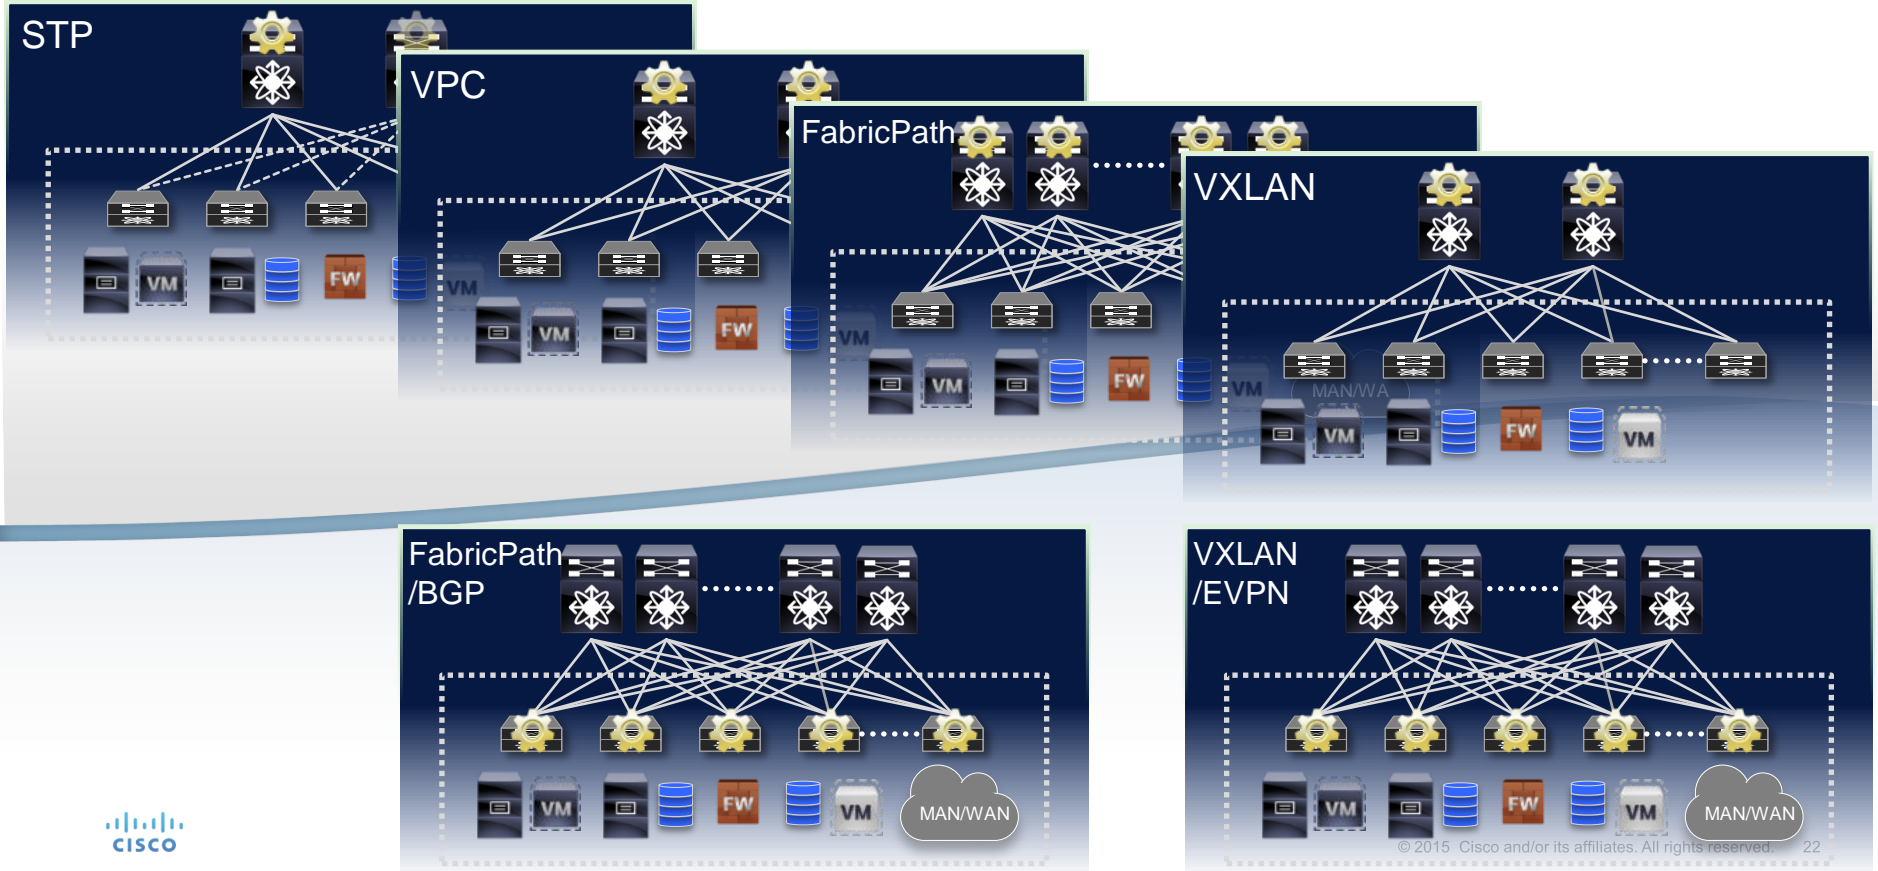 STP
VPC
FabricPath
VXLAN
VM
FW
VM
VM
FW
VM
VM
FW
VM
MAN/WA
VM
FW
VM
FabricPath
/BGP
VXLAN
/EVPN
VM
FW
VM
MAN/WAN
VM
FW
VM
MAN/WAN
CISCO
© 2015 Cisco and/or its affiliates. All rights reserved. 22